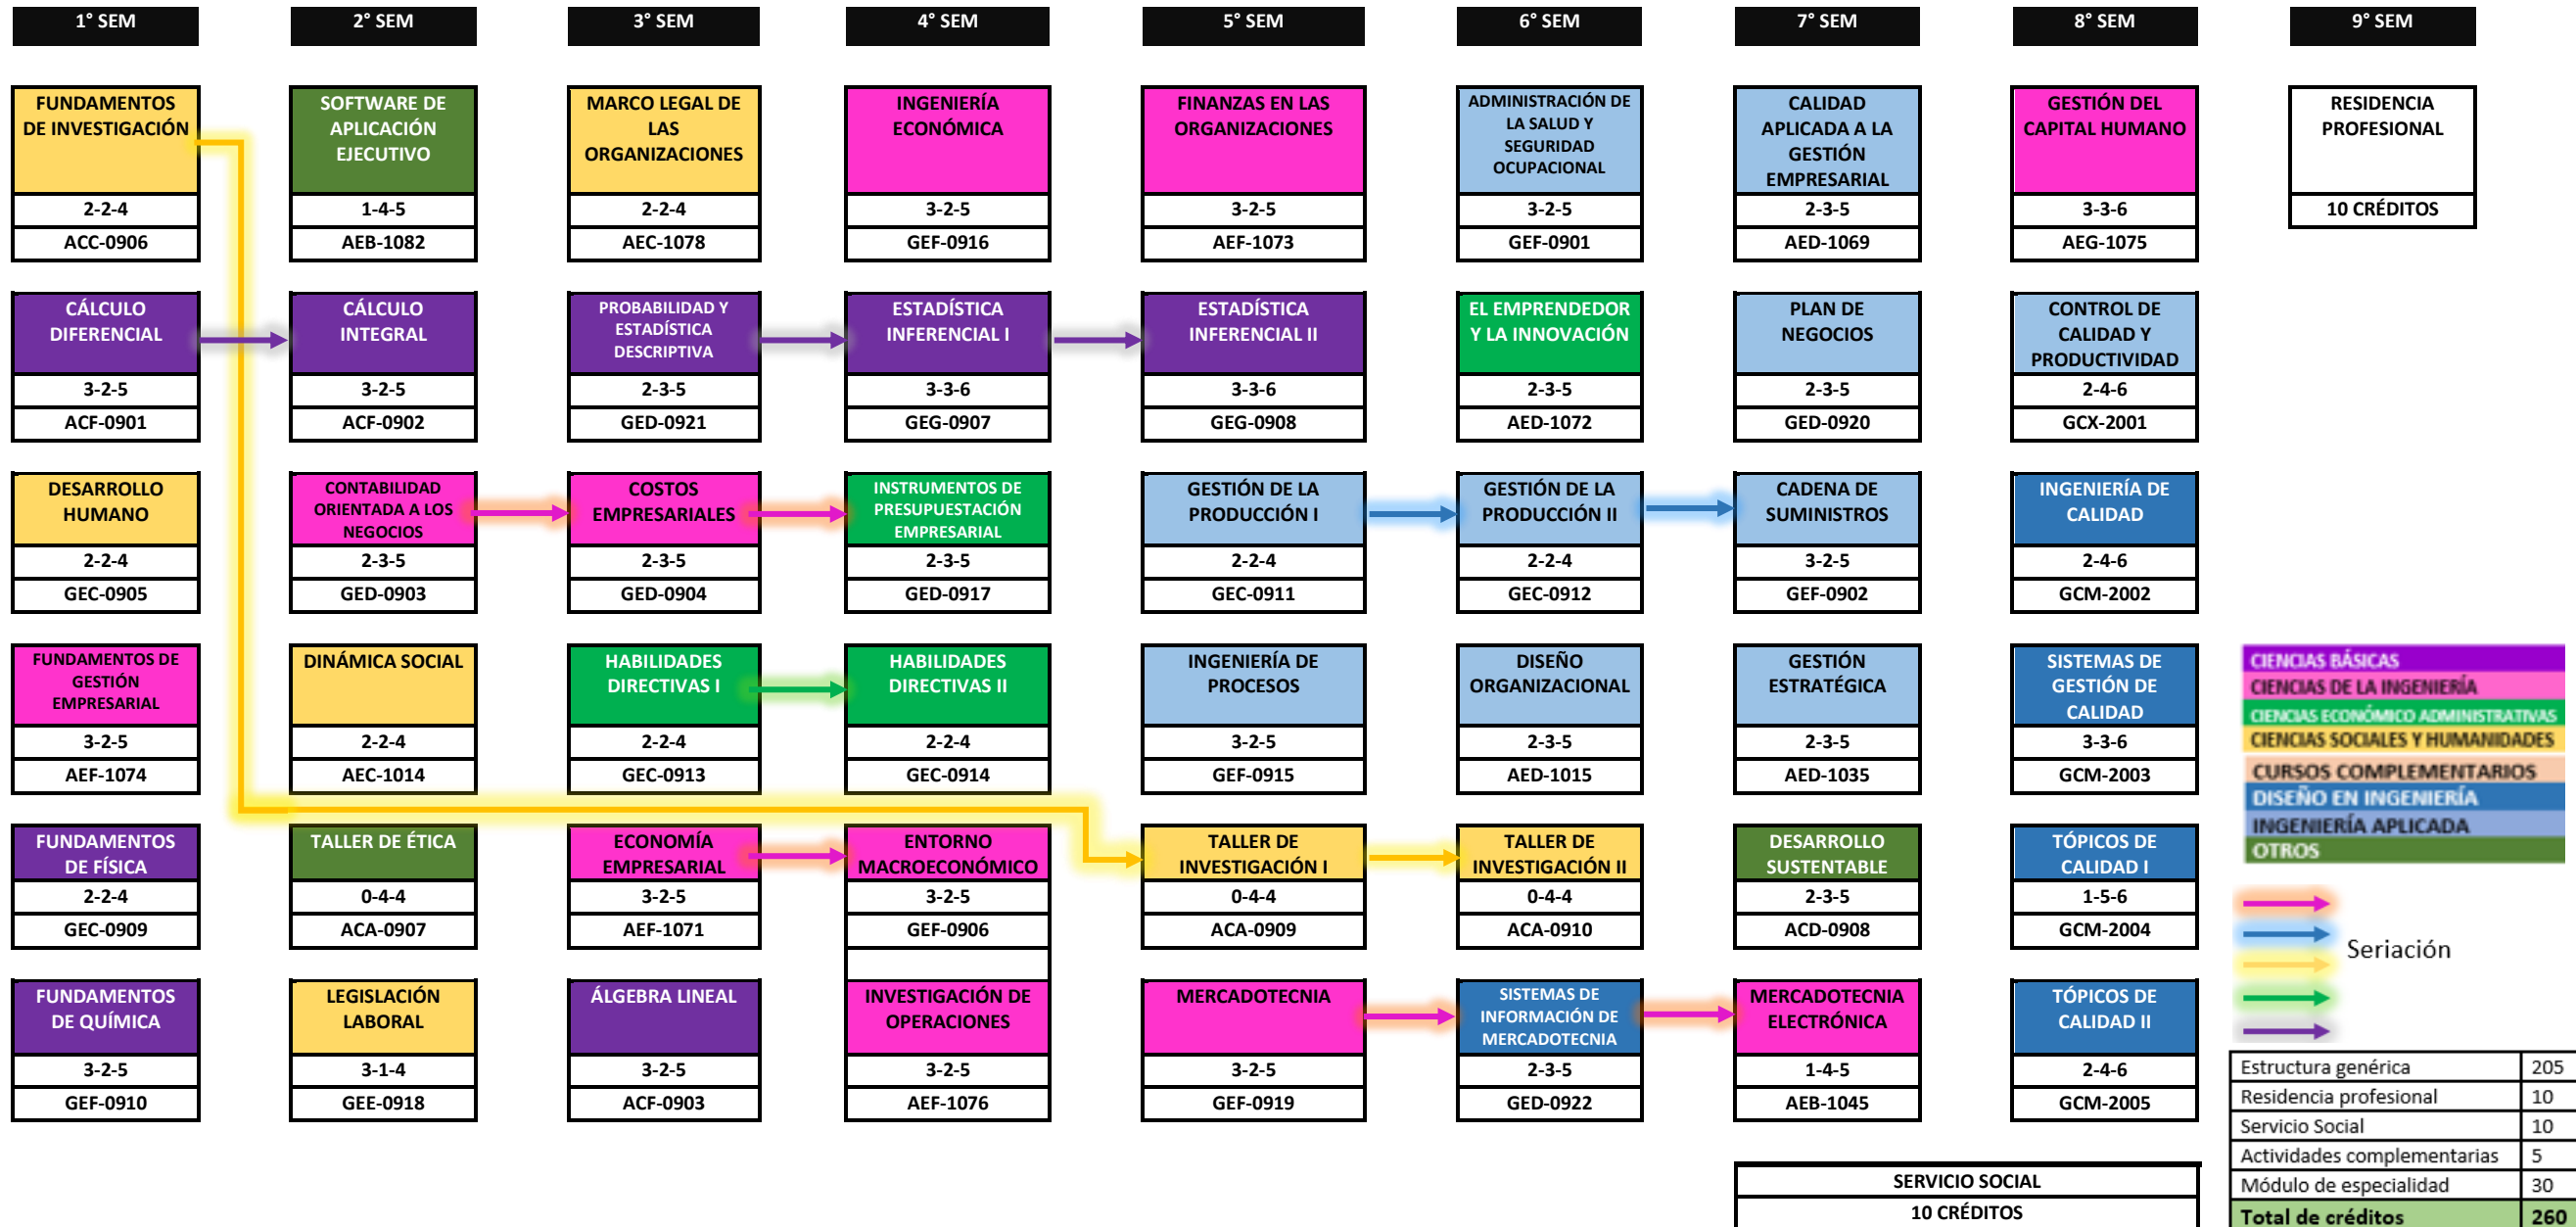 1° SEM
2° SEM
3° SEM
4° SEM
5° SEM
6° SEM
7° SEM
8° SEM
9° SEM
FUNDAMENTOS
DE INVESTIGACIÓN
2-2-4
ACC-0906
SOFTWARE DE
APLICACIÓN
EJECUTIVO
1-4-5
AEB-1082
MARCO LEGAL DE
LAS
ORGANIZACIONES
2-2-4
AEC-1078
INGENIERÍA
ECONÓMICA
3-2-5
GEF-0916
FINANZAS EN LAS
ORGANIZACIONES
3-2-5
AEF-1073
ADMINISTRACIÓN DE
LA SALUD Y
SEGURIDAD
OCUPACIONAL
3-2-5
GEF-0901
CALIDAD
APLICADA A LA
GESTIÓN
EMPRESARIAL
2-3-5
AED-1069
GESTIÓN DEL
CAPITAL HUMANO
3-3-6
AEG-1075
RESIDENCIA
PROFESIONAL
10 CRÉDITOS
CÁLCULO
DIFERENCIAL
3-2-5
ACF-0901
CÁLCULO
INTEGRAL
3-2-5
ACF-0902
PROBABILIDAD Y
ESTADÍSTICA
DESCRIPTIVA
2-3-5
GED-0921
ESTADÍSTICA
INFERENCIAL I
3-3-6
GEG-0907
ESTADÍSTICA
INFERENCIAL II
3-3-6
GEG-0908
EL EMPRENDEDOR
Y LA INNOVACIÓN
2-3-5
AED-1072
PLAN DE
NEGOCIOS
2-3-5
GED-0920
CONTROL DE
CALIDAD Y
PRODUCTIVIDAD
2-4-6
GCX-2001
DESARROLLO
HUMANO
2-2-4
GEC-0905
CONTABILIDAD
ORIENTADA A LOS
NEGOCIOS
2-3-5
GED-0903
COSTOS
EMPRESARIALES
2-3-5
GED-0904
INSTRUMENTOS DE
PRESUPUESTACIÓN
EMPRESARIAL
2-3-5
GED-0917
GESTIÓN DE LA
PRODUCCIÓN I
2-2-4
GEC-0911
GESTIÓN DE LA
PRODUCCIÓN II
2-2-4
GEC-0912
CADENA DE
SUMINISTROS
3-2-5
GEF-0902
INGENIERÍA DE
CALIDAD
2-4-6
GCM-2002
FUNDAMENTOS DE
GESTIÓN
EMPRESARIAL
3-2-5
AEF-1074
DINÁMICA SOCIAL
2-2-4
AEC-1014
HABILIDADES
DIRECTIVAS I
2-2-4
GEC-0913
HABILIDADES
DIRECTIVAS II
2-2-4
GEC-0914
INGENIERÍA DE
PROCESOS
3-2-5
GEF-0915
DISEÑO
ORGANIZACIONAL
2-3-5
AED-1015
GESTIÓN
ESTRATÉGICA
2-3-5
AED-1035
SISTEMAS DE
GESTIÓN DE
CALIDAD
3-3-6
GCM-2003
FUNDAMENTOS
DE FÍSICA
2-2-4
GEC-0909
TALLER DE ÉTICA
0-4-4
ACA-0907
ECONOMÍA
EMPRESARIAL
3-2-5
AEF-1071
ENTORNO
MACROECONÓMICO
3-2-5
GEF-0906
TALLER DE
INVESTIGACIÓN I
0-4-4
ACA-0909
TALLER DE
INVESTIGACIÓN II
0-4-4
ACA-0910
DESARROLLO
SUSTENTABLE
2-3-5
ACD-0908
TÓPICOS DE
CALIDAD I
1-5-6
GCM-2004
FUNDAMENTOS
DE QUÍMICA
3-2-5
GEF-0910
LEGISLACIÓN
LABORAL
3-1-4
GEE-0918
ÁLGEBRA LINEAL
3-2-5
ACF-0903
INVESTIGACIÓN DE
OPERACIONES
3-2-5
AEF-1076
MERCADOTECNIA
3-2-5
GEF-0919
SISTEMAS DE
INFORMACIÓN DE
MERCADOTECNIA
2-3-5
GED-0922
MERCADOTECNIA
ELECTRÓNICA
1-4-5
AEB-1045
TÓPICOS DE
CALIDAD II
2-4-6
GCM-2005
CIENCIAS BÁSICAS
CIENCIAS DE LA INGENIERÍA
CIENCIAS ECONÓMICO ADMINISTRATIVAS
CIENCIAS SOCIALES Y HUMANIDADES
CURSOS COMPLEMENTARIOS
DISEÑO EN INGENIERÍA
INGENIERÍA APLICADA
OTROS
Seriación
Estructura genérica 205
Residencia profesional 10
Servicio Social 10
Actividades complementarias 5
Módulo de especialidad 30
Total de créditos 260
SERVICIO SOCIAL
10 CRÉDITOS